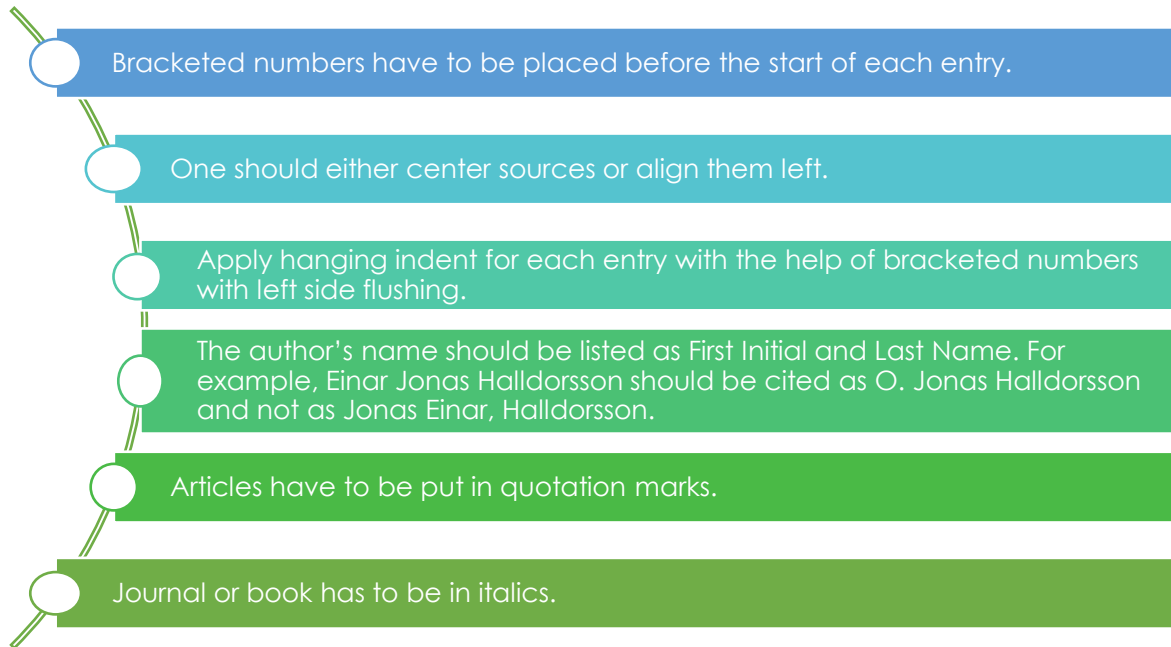 Bracketed numbers have to be placed before the start of each entry.
One should either center sources or align them left.
Apply hanging indent for each entry with the help of bracketed numbers
with left side flushing.
The author’s name should be listed as First Initial and Last Name. For
example, Einar Jonas Halldorsson should be cited as O. Jonas Halldorsson
and not as Jonas Einar, Halldorsson.
Articles have to be put in quotation marks.
Journal or book has to be in italics.